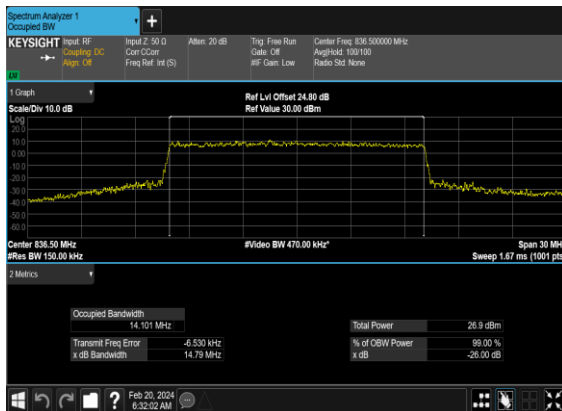 Spectrum Analyzer 1
Occupied BW
KEYSIGHT
Input: RF
Coupling: DC
Align: Off
Input Z: 50 Ω
Corr CCorr
Freq Ref: Int (S)
Atten: 20 dB
Trig: Free Run
Gate: Off
#IF Gain: Low
Center Freq: 836.500000 MHz
Avg|Hold: 100/100
Radio Std: None
1 Graph
Scale/Div 10.0 dB
Ref Lvl Offset 24.80 dB
Ref Value 30.00 dBm
Log
20.0
10.0
0.00
-10.0
-20.0
-30.0
-40.0
-50.0
-60.0
Center 836.50 MHz
#Res BW 150.00 kHz
#Video BW 470.00 kHz*
Span 30 MH
Sweep 1.67 ms (1001 pts
2 Metrics
Occupied Bandwidth
14.101 MHz
Transmit Freq Error -6.530 kHz
x dB Bandwidth 14.79 MHz
Total Power 26.9 dBm
% of OBW Power 99.00 %
x dB -26.00 dB
Feb 20, 2024
6:32:02 AM